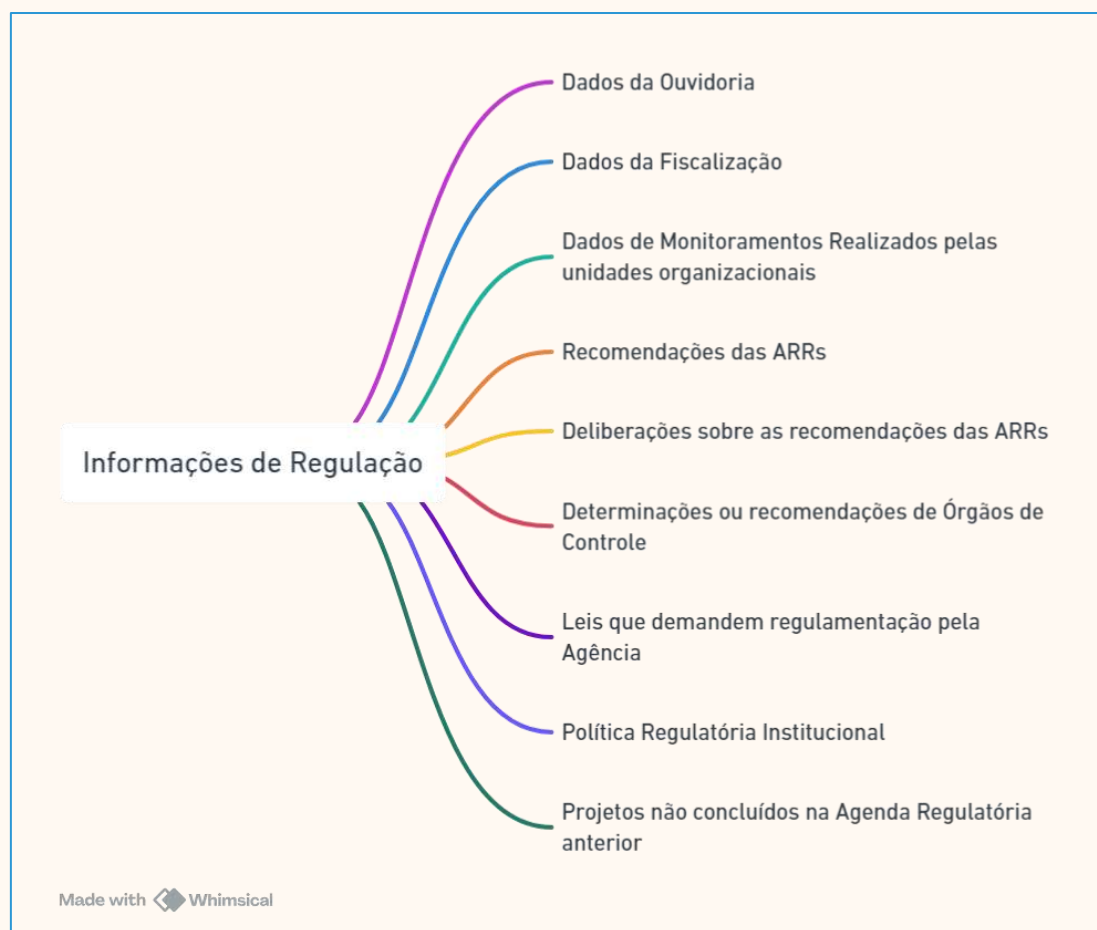 Dados da Ouvidoria
Dados da Fiscalização
Dados de Monitoramentos Realizados pelas
unidades organizacionais
Recomendações das ARRs
Deliberações sobre as recomendações das ARRs
Informações de Regulação
Determinações ou recomendações de Órgãos de
Controle
Leis que demandem regulamentação pela
Agência
Política Regulatória Institucional
Projetos não concluídos na Agenda Regulatória
anterior
Made with Whimsical